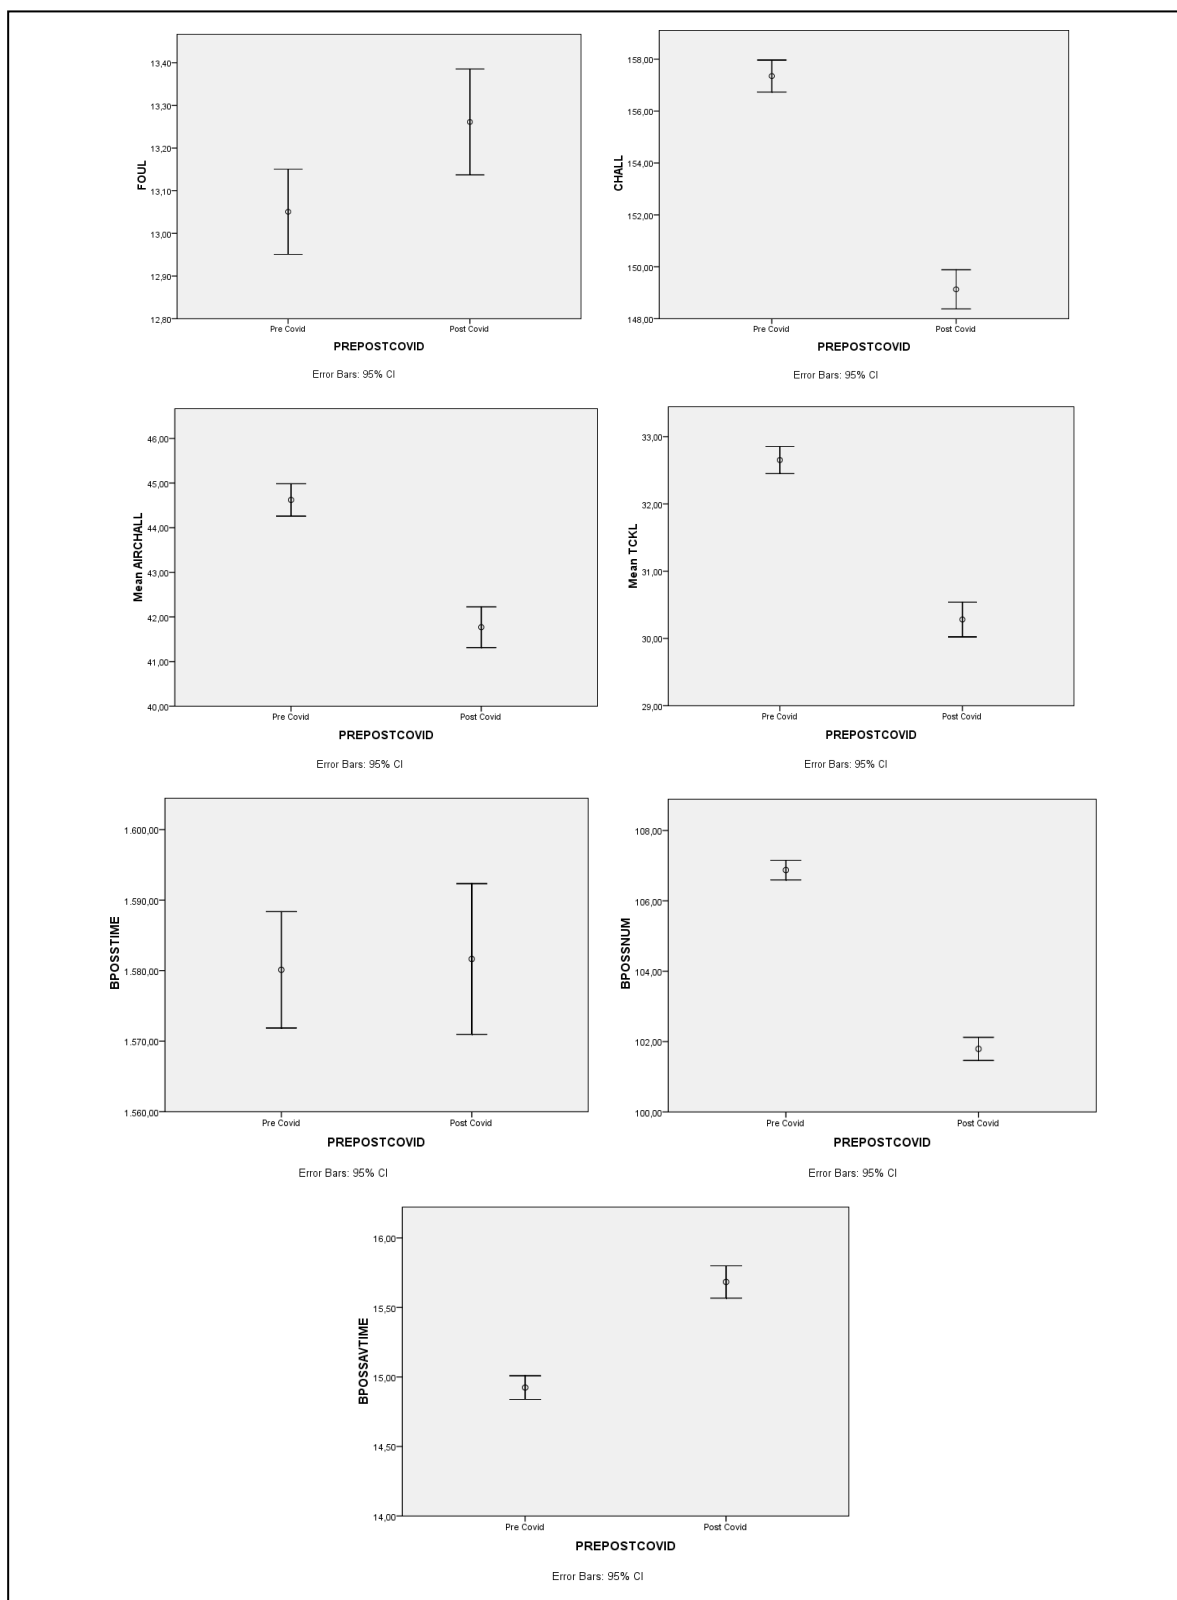 13,40
13,30
13,20
13,10
13,00
12,90
12,80
FOUL
Pre Covid
Post Covid
PREPOSTCOVID
Error Bars: 95% CI
158,00
156,00
154,00
152,00
150,00
148,00
CHALL
Pre Covid
Post Covid
PREPOSTCOVID
Error Bars: 95% CI
46,00
45,00
44,00
43,00
42,00
41,00
40,00
Mean AIRCHALL
Pre Covid
Post Covid
PREPOSTCOVID
Error Bars: 95% CI
33,00
32,00
31,00
30,00
29,00
Mean TCKL
Pre Covid
Post Covid
PREPOSTCOVID
Error Bars: 95% CI
1.600,00
1.590,00
1.580,00
1.570,00
1.560,00
BPOSSTIME
Pre Covid
Post Covid
PREPOSTCOVID
Error Bars: 95% CI
108,00
106,00
104,00
102,00
100,00
BPOSSNUM
Pre Covid
Post Covid
PREPOSTCOVID
Error Bars: 95% CI
16,00
15,50
15,00
14,50
14,00
BPOSSAVTIME
Pre Covid
Post Covid
PREPOSTCOVID
Error Bars: 95% CI